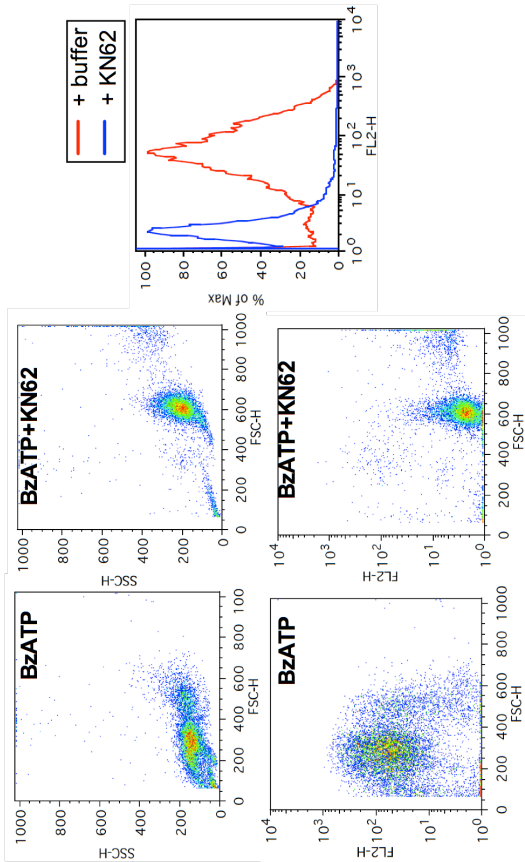 BzATP
1000
800
600
400
200
0
SSC-H
0 200 400 600 800 1000
FSC-H
BzATP+KN62
1000
800
600
400
200
0
SSC-H
0 200 400 600 800 1000
FSC-H
+ buffer
+ KN62
100
80
60
40
20
0
% of Max
10^0 10^1 10^2 10^3 10^4
FL2-H
BzATP
10^4
10^3
10^2
10^1
10^0
FL2-H
0 200 400 600 800 1000
FSC-H
BzATP+KN62
10^4
10^3
10^2
10^1
10^0
FL2-H
0 200 400 600 800 1000
FSC-H